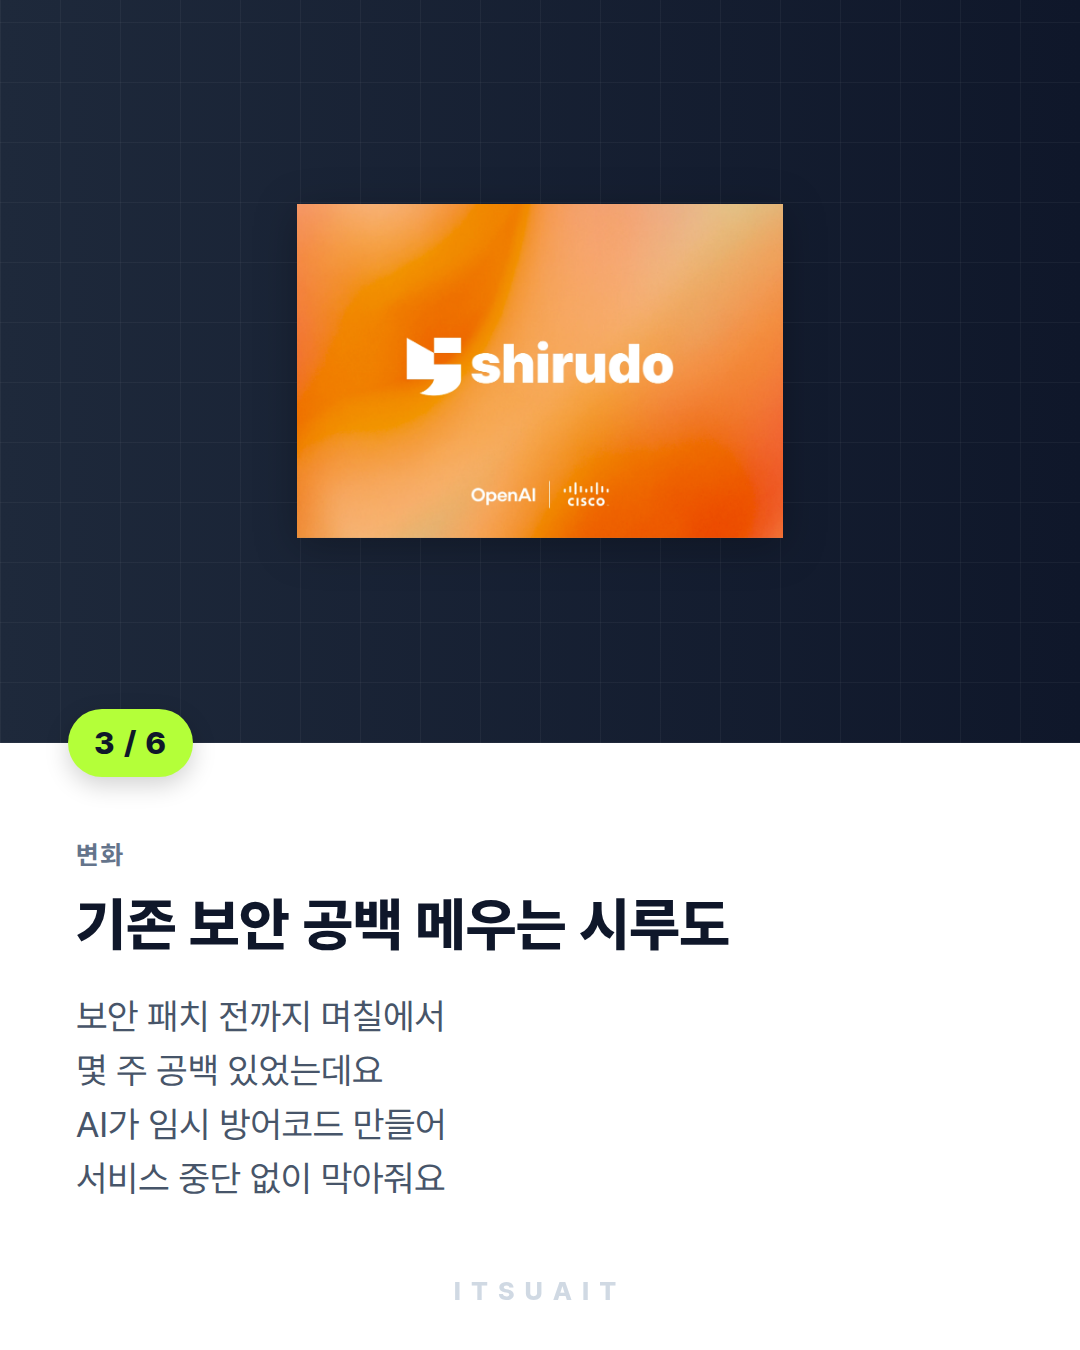 shirudo
OpenAI | CISCO
3 / 6
변화
기존 보안 공백 메우는 시루도
보안 패치 전까지 며칠에서
몇 주 공백 있었는데요
AI가 임시 방어코드 만들어
서비스 중단 없이 막아줘요
ITSUAIT